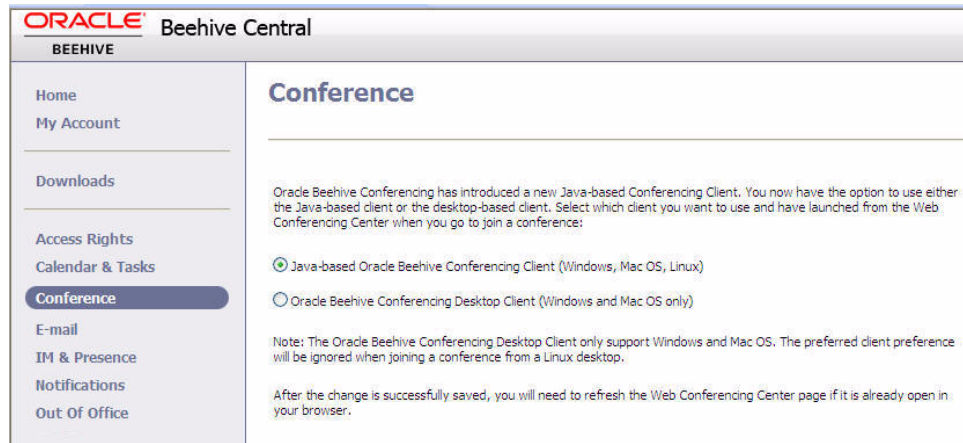 ORACLE Beehive Central
BEEHIVE
Home
My Account
Downloads
Access Rights
Calendar & Tasks
Conference
E-mail
IM & Presence
Notifications
Out Of Office
Conference
Oracle Beehive Conferencing has introduced a new Java-based Conferencing Client. You now have the option to use either
the Java-based client or the desktop-based client. Select which client you want to use and have launched from the Web
Conferencing Center when you go to join a conference:
Java-based Oracle Beehive Conferencing Client (Windows, Mac OS, Linux)
Oracle Beehive Conferencing Desktop Client (Windows and Mac OS only)
Note: The Oracle Beehive Conferencing Desktop Client only support Windows and Mac OS. The preferred client preference
will be ignored when joining a conference from a Linux desktop.
After the change is successfully saved, you will need to refresh the Web Conferencing Center page if it is already open in
your browser.